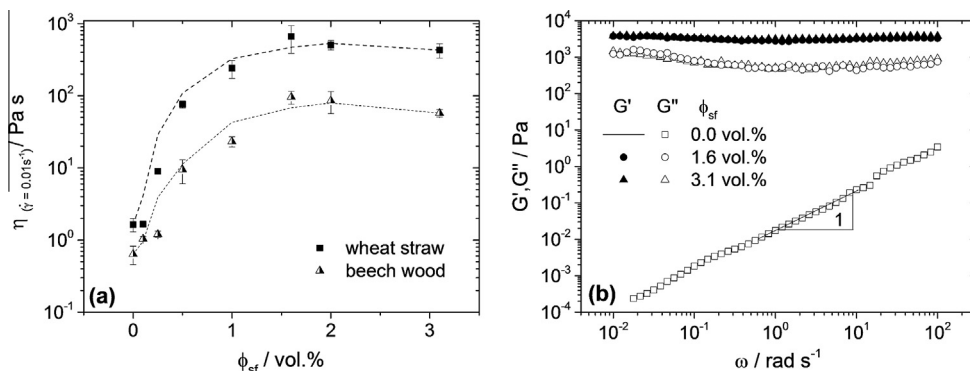 10³
10²
10¹
10⁰
10⁻¹
η (γ̇ = 0.01s⁻¹) / Pa s
0
1
2
3
ϕsf / vol.%
wheat straw
beech wood
(a)
10⁴
10³
10²
10¹
10⁰
10⁻¹
10⁻²
10⁻³
10⁻⁴
G',G'' / Pa
G' G'' ϕsf
0.0 vol.%
1.6 vol.%
3.1 vol.%
1
(b)
10⁻² 10⁻¹ 10⁰ 10¹ 10²
ω / rad s⁻¹